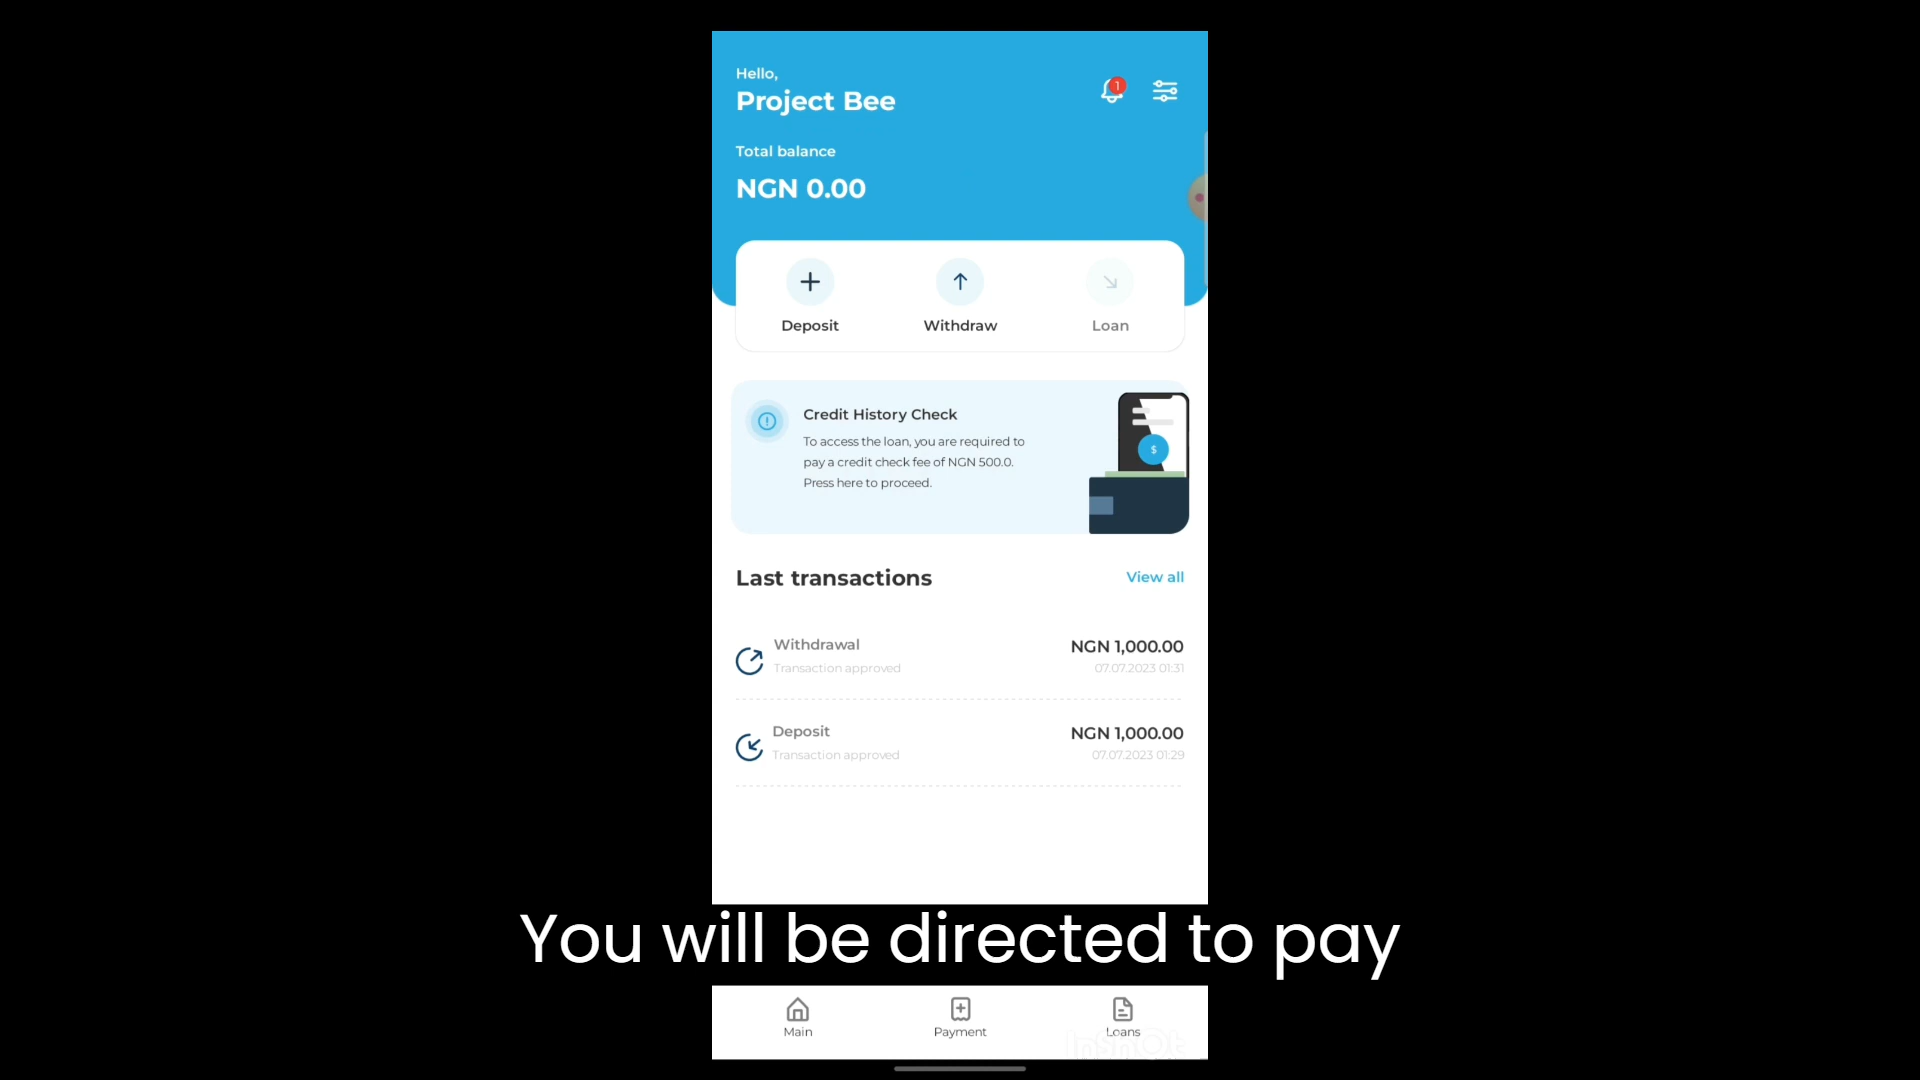 Hello,
Project Bee
1
Total balance
NGN 0.00
Deposit
Withdraw
Loan
Credit History Check
To access the loan, you are required to
pay a credit check fee of NGN 500.0.
Press here to proceed.
$
Last transactions
View all
Withdrawal
NGN 1,000.00
Transaction approved
07.07.2023 01:31
Deposit
NGN 1,000.00
Transaction approved
07.07.2023 01:29
You will be directed to pay
Main
Payment
Loans
InShOt